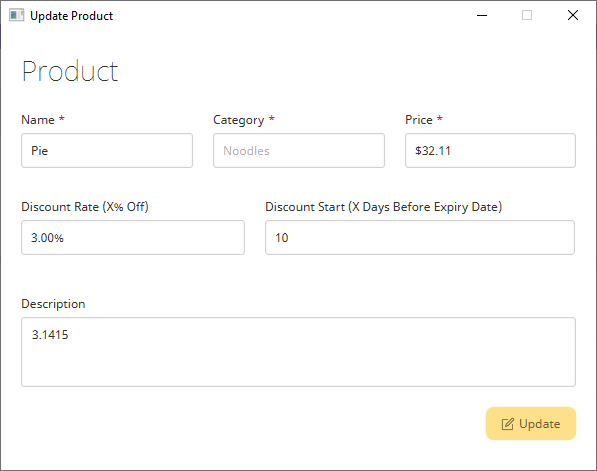 Update Product
Product
Name * Category * Price *
Pie Noodles $32.11
Discount Rate (X% Off) Discount Start (X Days Before Expiry Date)
3.00% 10
Description
3.1415
Update